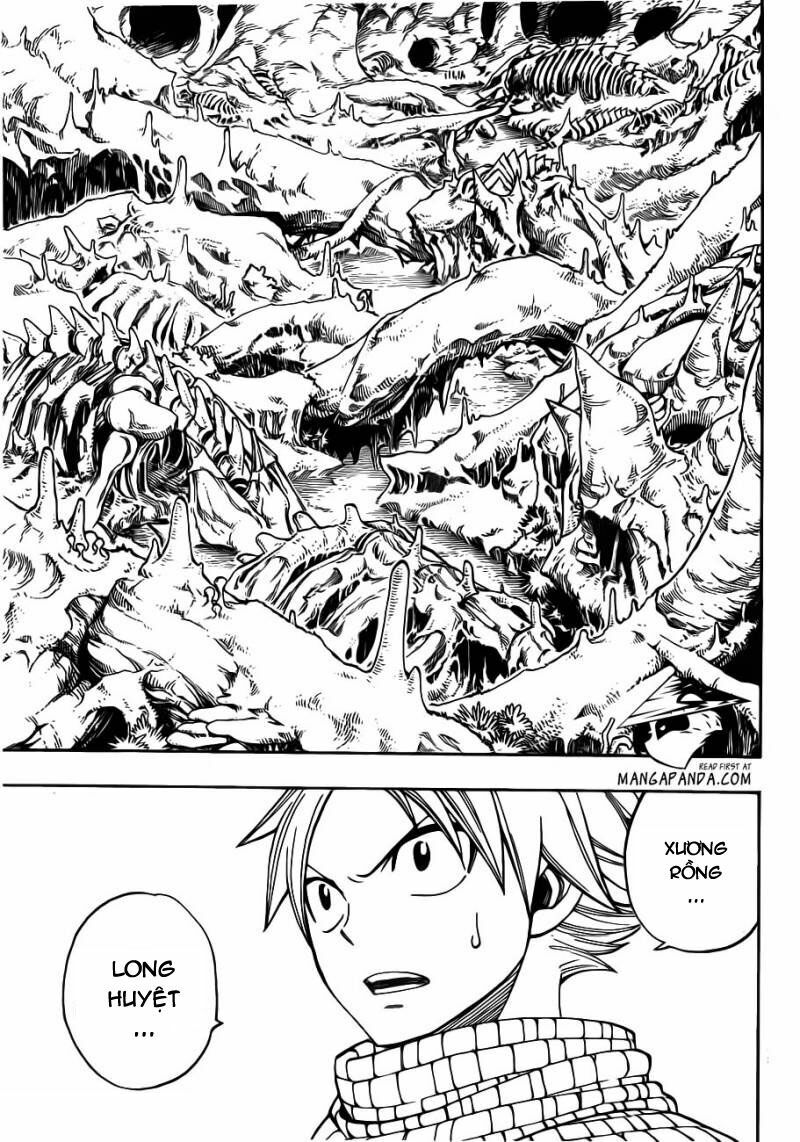 READ FIRST AT
MANGAPANDA.COM
XƯƠNG
RỒNG
...
LONG
HUYỆT
...